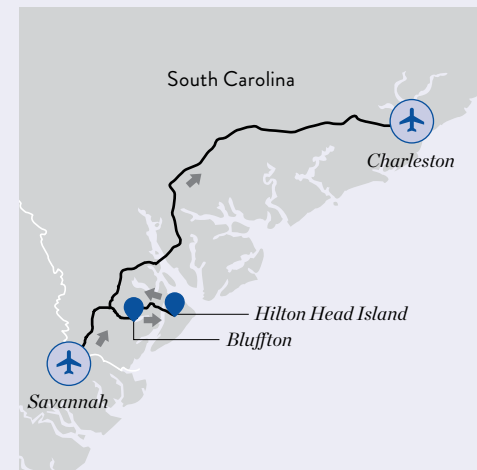 South Carolina
Charleston
Hilton Head Island
Bluffton
Savannah